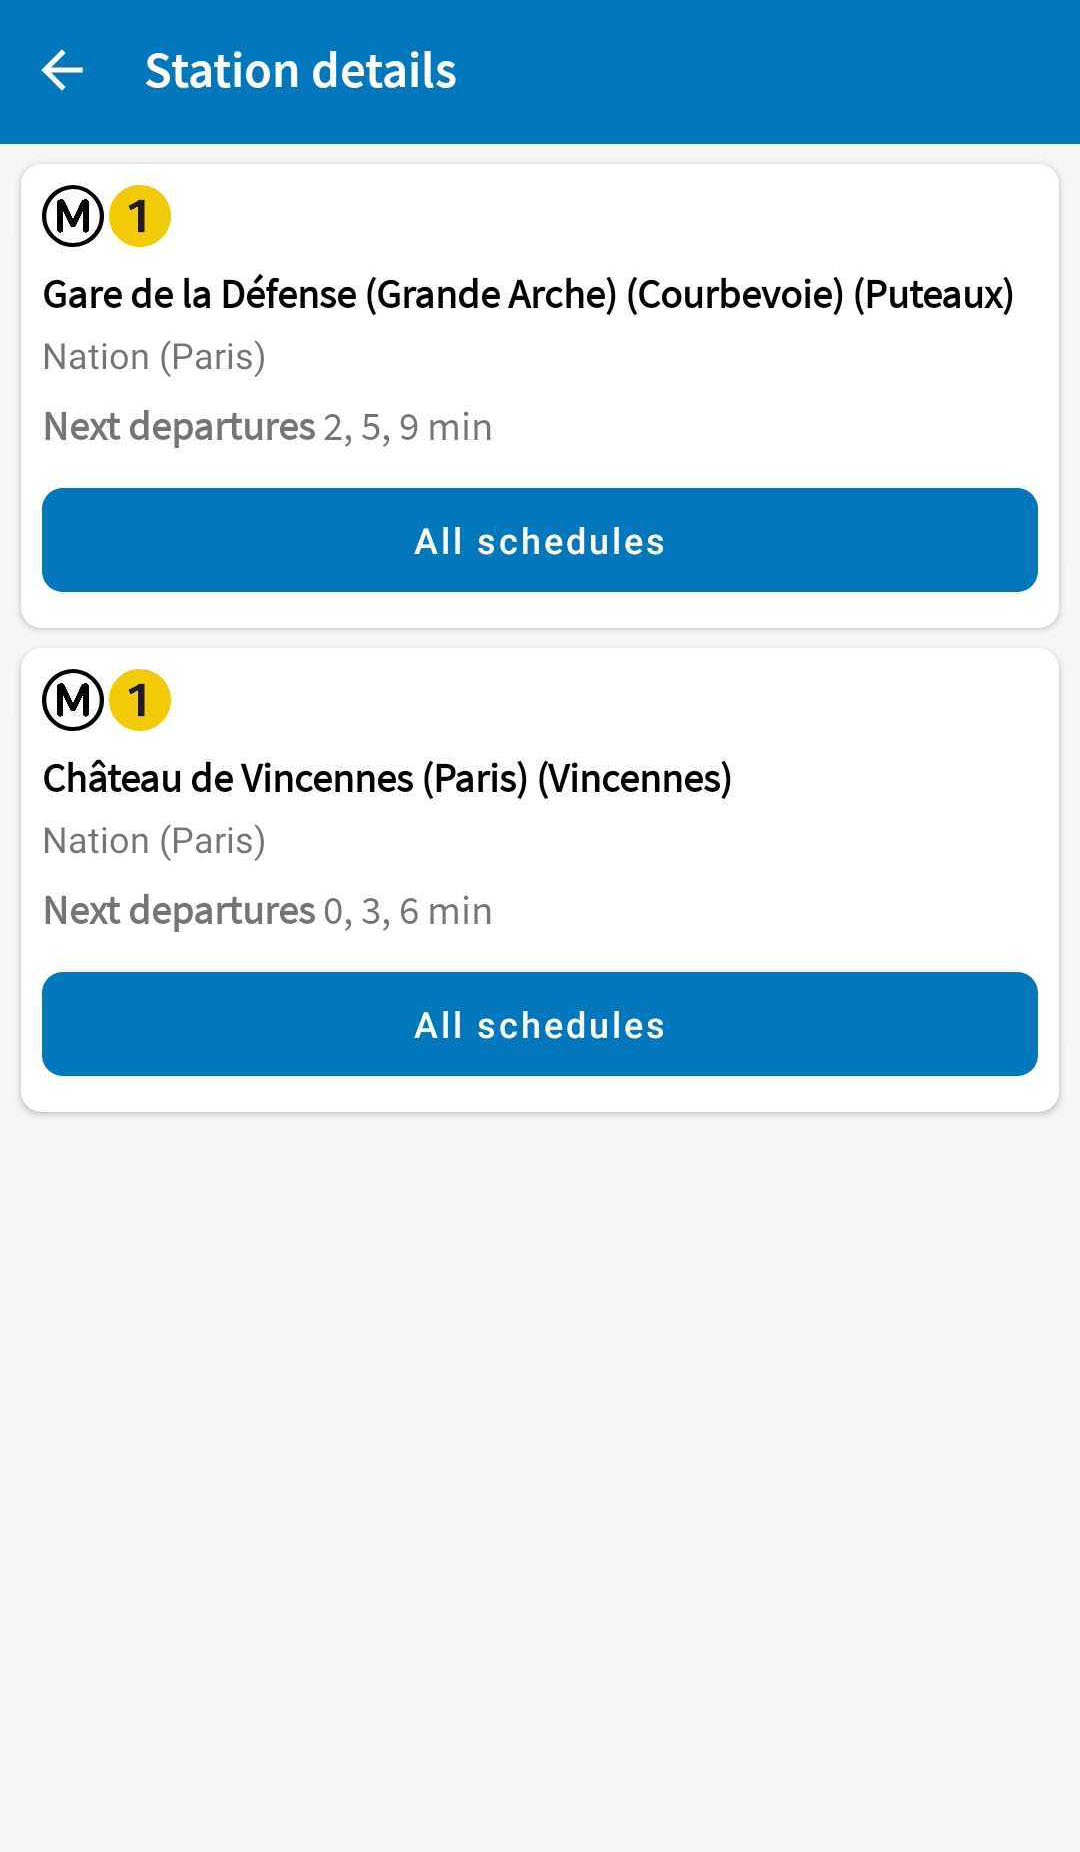 Station details
M 1
Gare de la Défense (Grande Arche) (Courbevoie) (Puteaux)
Nation (Paris)
Next departures 2, 5, 9 min
All schedules
M 1
Château de Vincennes (Paris) (Vincennes)
Nation (Paris)
Next departures 0, 3, 6 min
All schedules